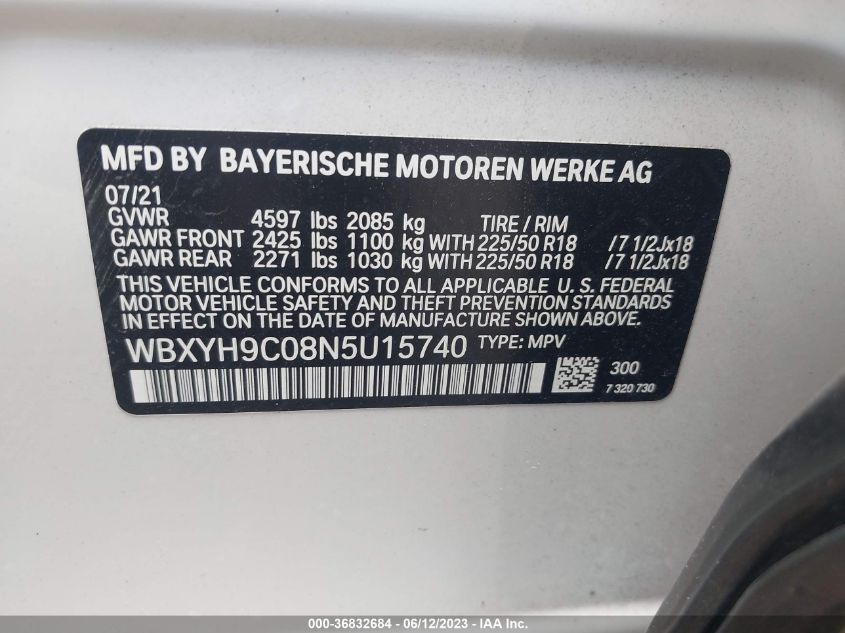 MFD BY BAYERISCHE MOTOREN WERKE AG
07/21
GVWR 4597 lbs 2085 kg TIRE / RIM
GAWR FRONT 2425 lbs 1100 kg WITH 225/50 R18 /7 1/2Jx18
GAWR REAR 2271 lbs 1030 kg WITH 225/50 R18 /7 1/2Jx18
THIS VEHICLE CONFORMS TO ALL APPLICABLE U. S. FEDERAL
MOTOR VEHICLE SAFETY AND THEFT PREVENTION STANDARDS
IN EFFECT ON THE DATE OF MANUFACTURE SHOWN ABOVE.
WBXYH9C08N5U15740 TYPE: MPV
300
7 320 730
000-36832684 - 06/12/2023 - IAA Inc.